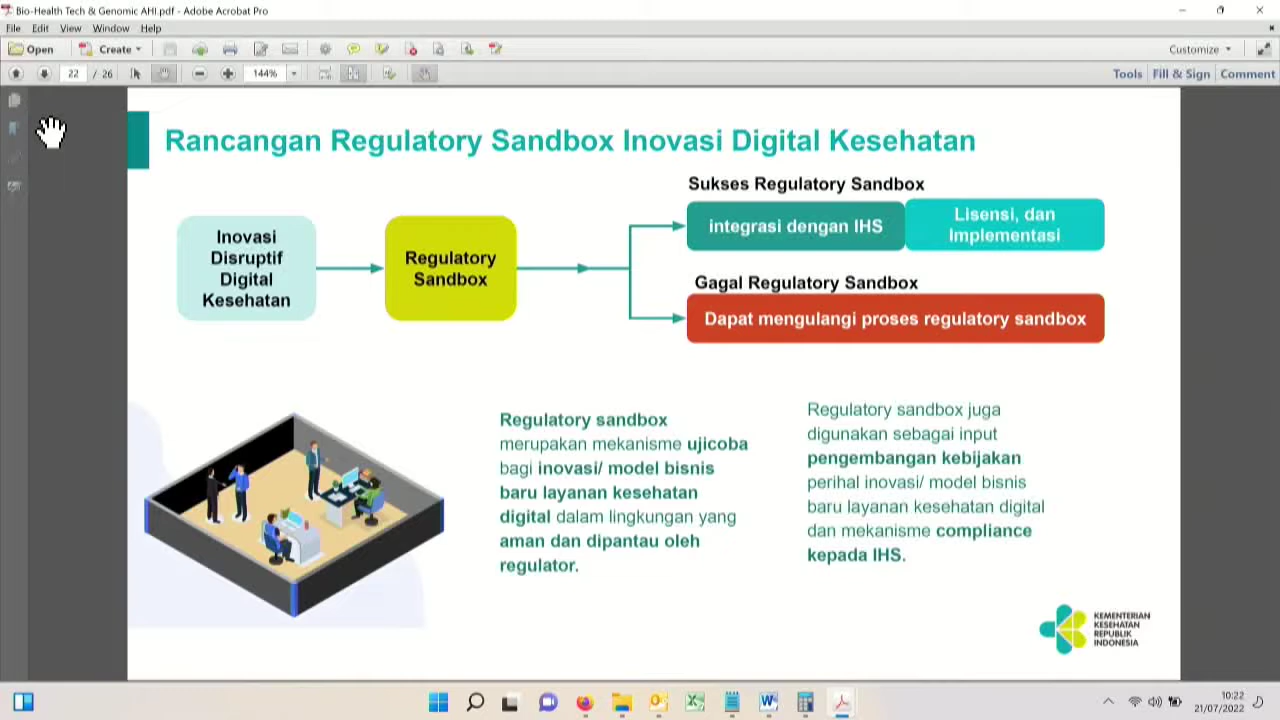 Bio-Health Tech & Genomic AHI.pdf - Adobe Acrobat Pro
File Edit View Window Help
Open Create Customize
22 / 26 144% Tools Fill & Sign Comment
Rancangan Regulatory Sandbox Inovasi Digital Kesehatan
Inovasi
Disruptif
Digital
Kesehatan
Regulatory
Sandbox
Sukses Regulatory Sandbox
integrasi dengan IHS
Lisensi, dan
Implementasi
Gagal Regulatory Sandbox
Dapat mengulangi proses regulatory sandbox
Regulatory sandbox
merupakan mekanisme ujicoba
bagi inovasi/ model bisnis
baru layanan kesehatan
digital dalam lingkungan yang
aman dan dipantau oleh
regulator.
Regulatory sandbox juga
digunakan sebagai input
pengembangan kebijakan
perihal inovasi/ model bisnis
baru layanan kesehatan digital
dan mekanisme compliance
kepada IHS.
KEMENTERIAN
KESEHATAN
REPUBLIK
INDONESIA
10:22
21/07/2022